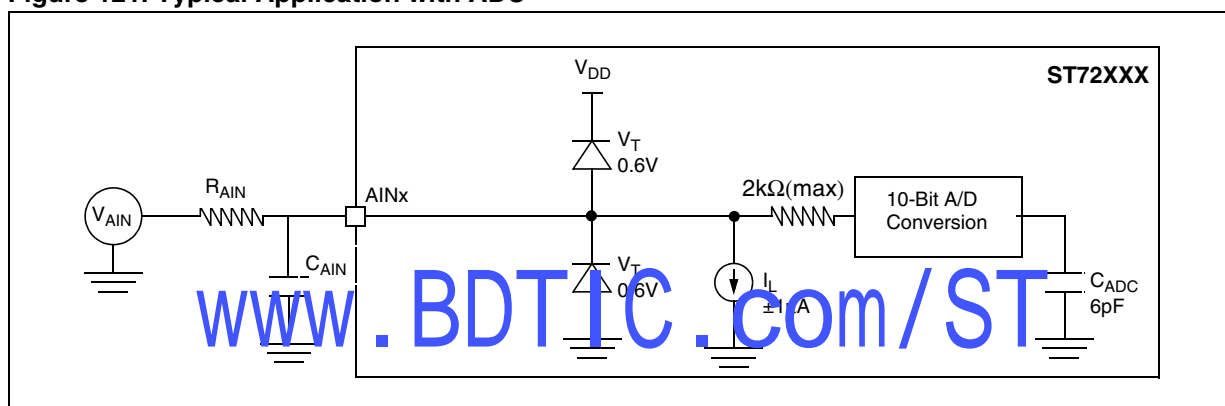 Figure 121. Typical Application with ADC
ST72XXX
VDD
VT
0.6V
RAIN
AINx
2kΩ(max)
10-Bit A/D
Conversion
VAIN
CAIN
VT
0.6V
IL
CADC
6pF
www.BDTIC.com/ST